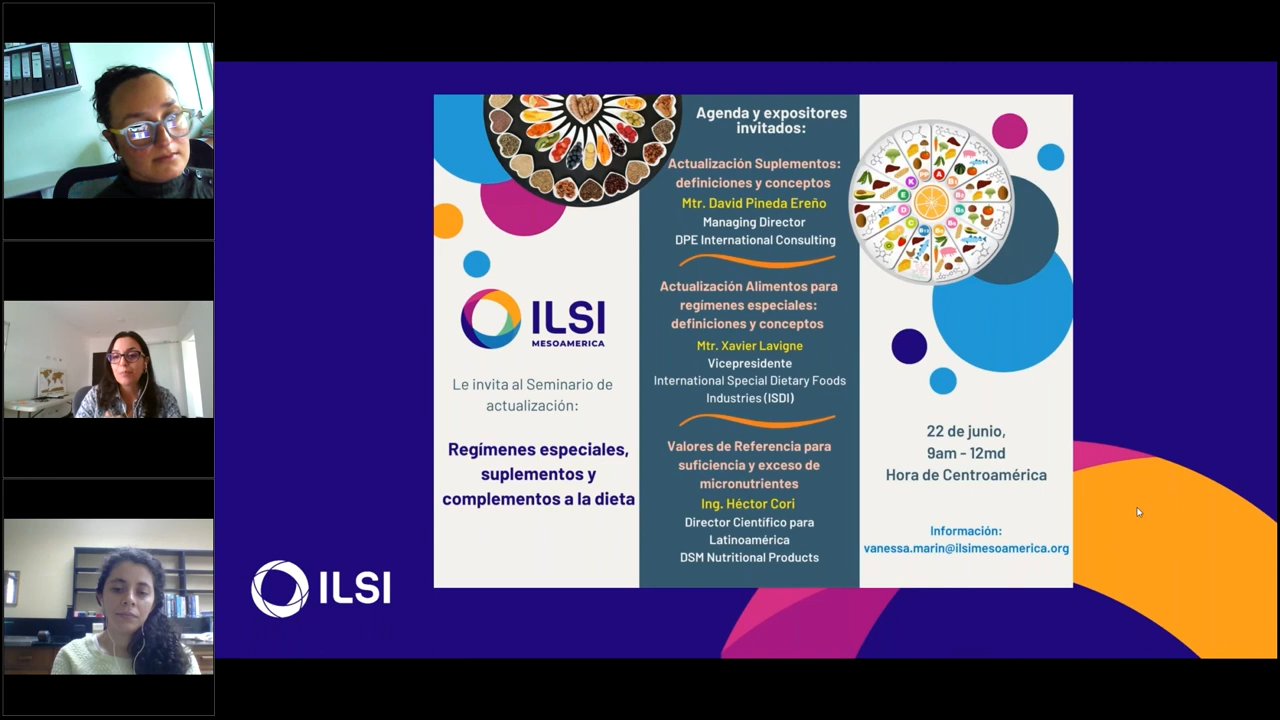 ILSI
MESOAMERICA
Le invita al Seminario de
actualización:
Regímenes especiales,
suplementos y
complementos a la dieta
Agenda y expositores
invitados:
Actualización Suplementos:
definiciones y conceptos
Mtr. David Pineda Ereño
Managing Director
DPE International Consulting
Actualización Alimentos para
regímenes especiales:
definiciones y conceptos
Mtr. Xavier Lavigne
Vicepresidente
International Special Dietary Foods
Industries (ISDI)
Valores de Referencia para
suficiencia y exceso de
micronutrientes
Ing. Héctor Cori
Director Científico para
Latinoamérica
DSM Nutritional Products
22 de junio,
9am - 12md
Hora de Centroamérica
Información:
vanessa.marin@ilsimesoamerica.org
ILSI